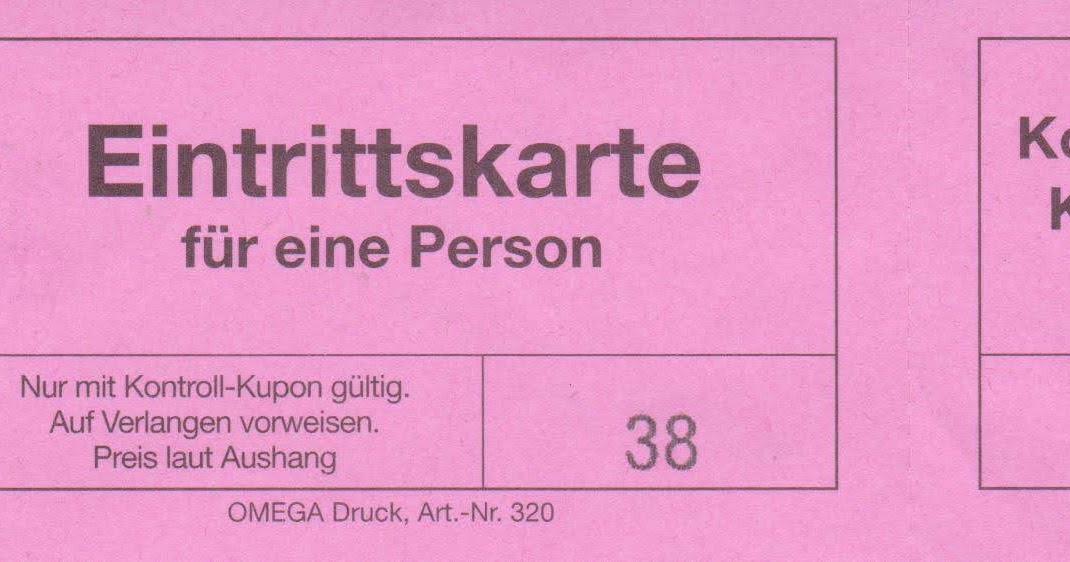 Eintrittskarte
für eine Person
Nur mit Kontroll-Kupon gültig.
Auf Verlangen vorweisen.
Preis laut Aushang
38
OMEGA Druck, Art.-Nr. 320